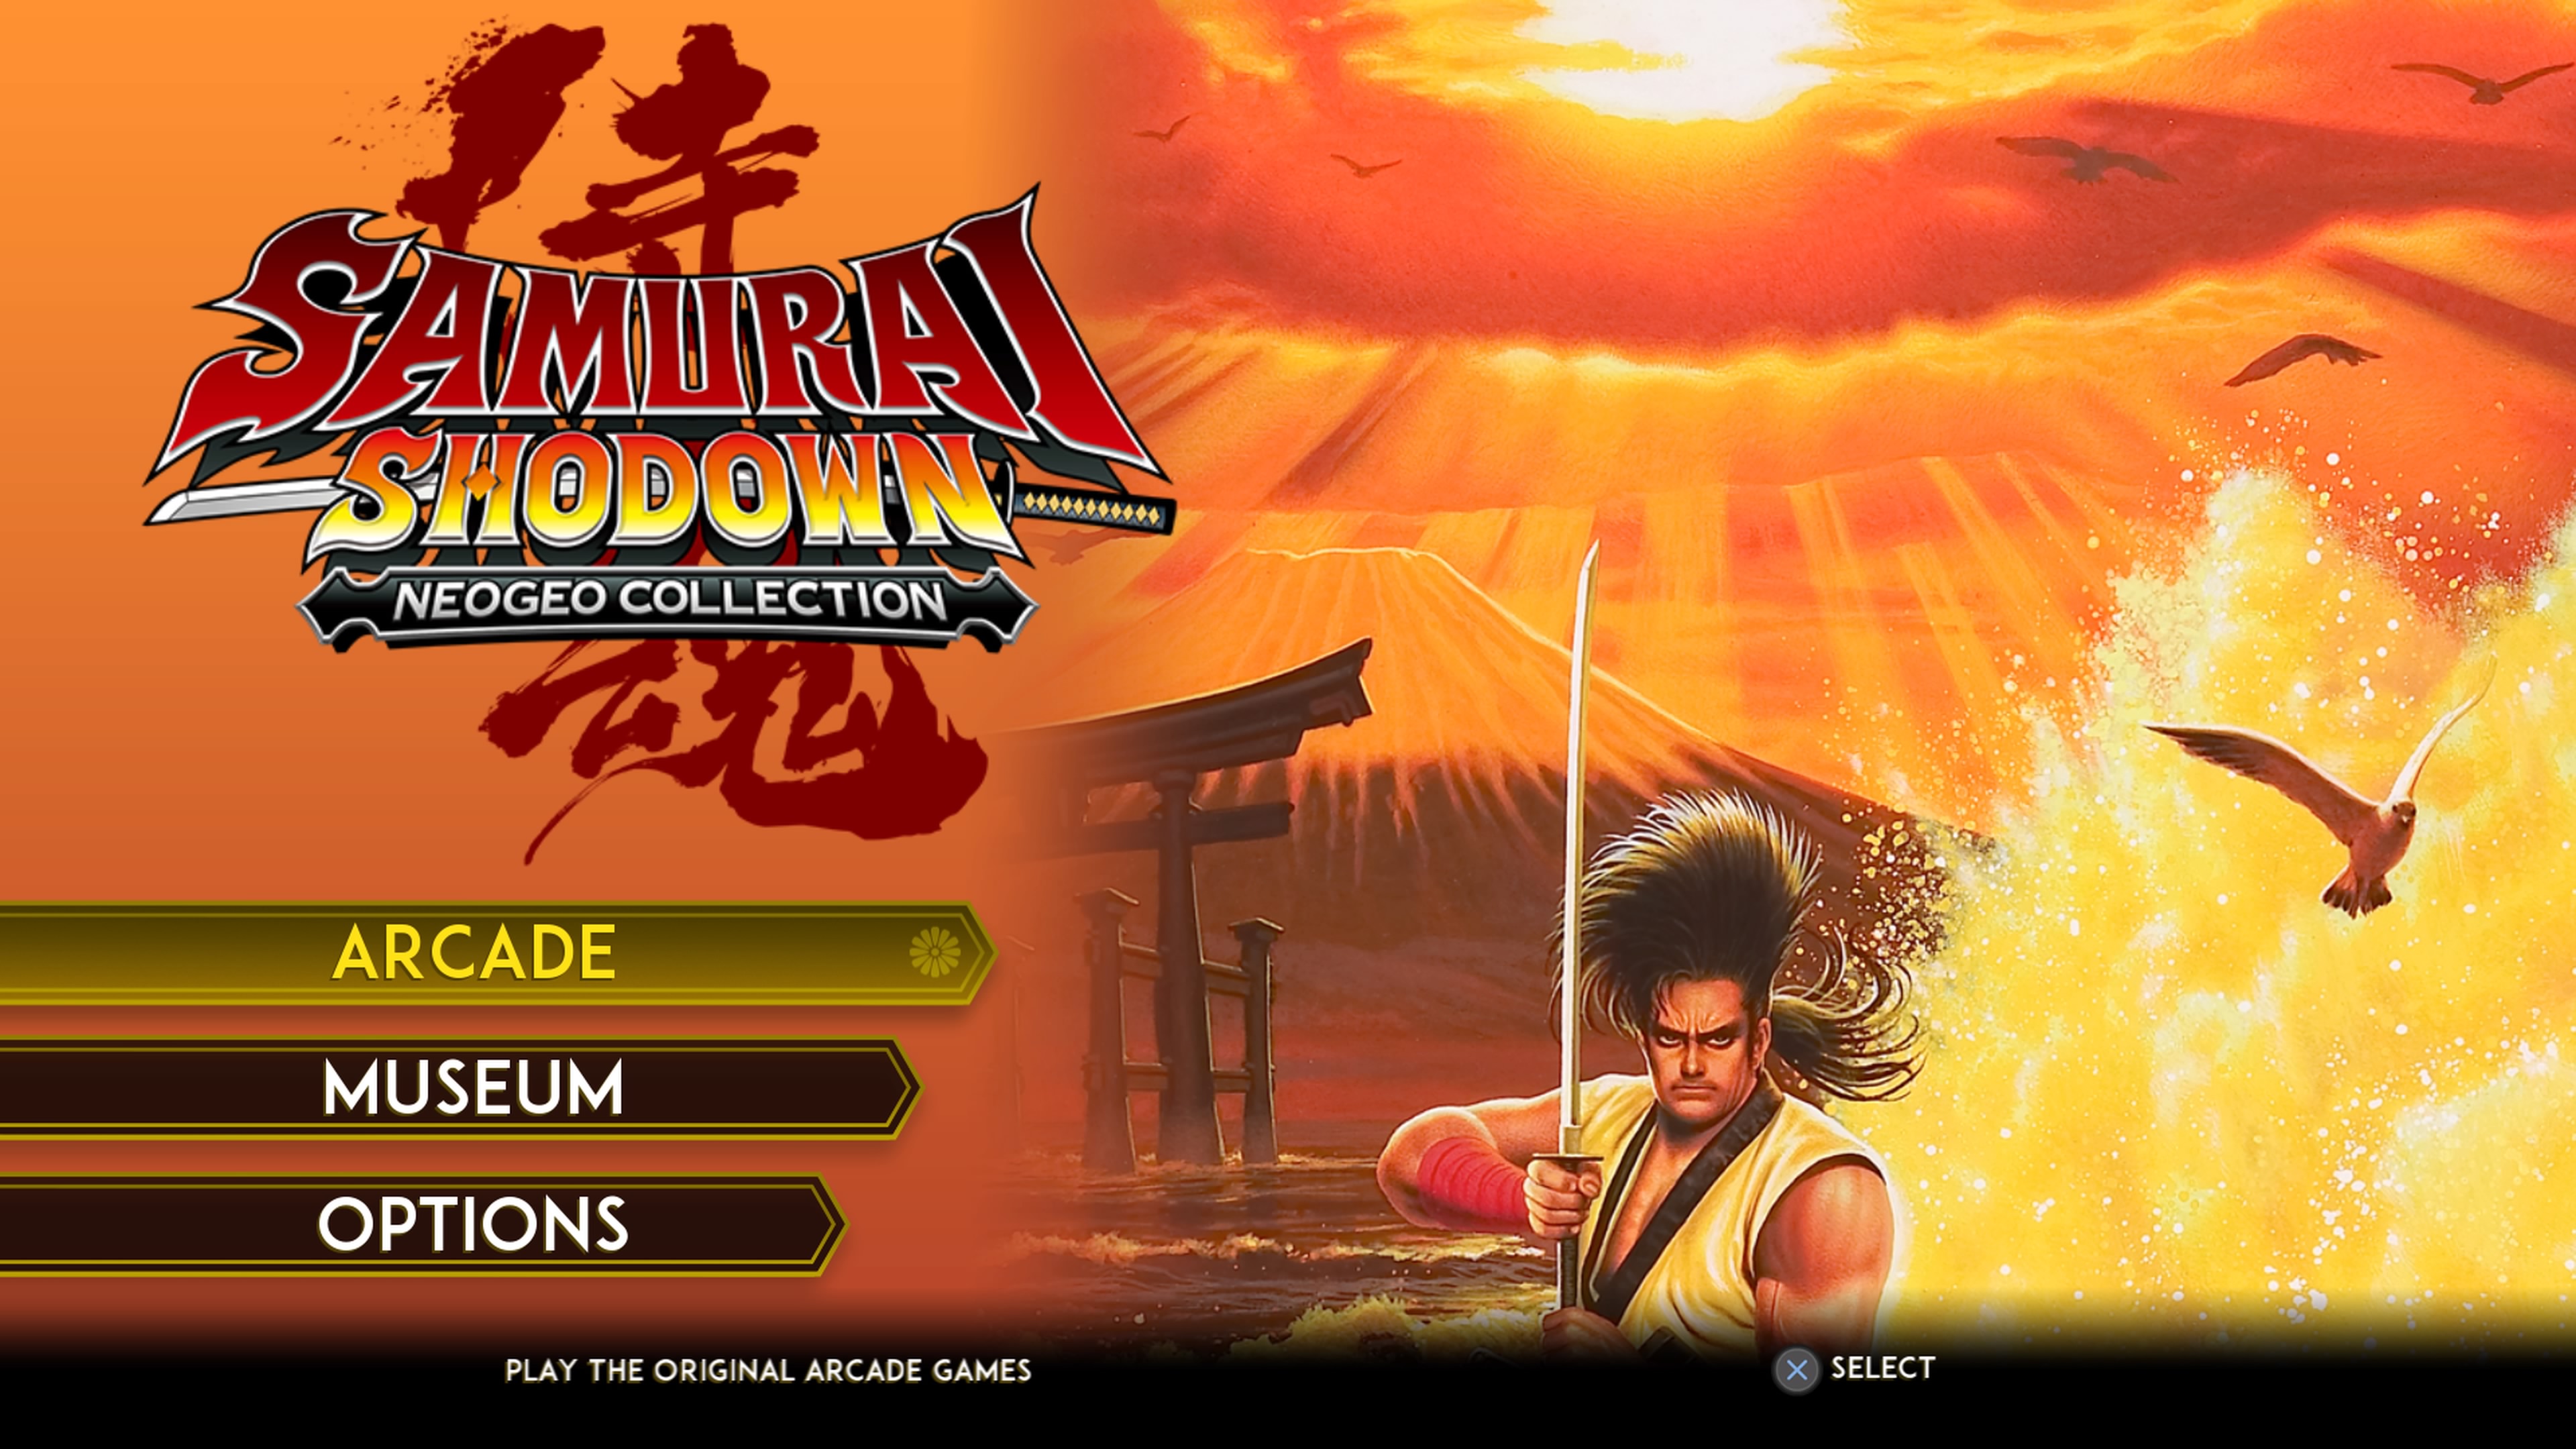 侍
SAMURAI
SHODOWN
NEOGEO COLLECTION
魂
ARCADE
MUSEUM
OPTIONS
PLAY THE ORIGINAL ARCADE GAMES
SELECT